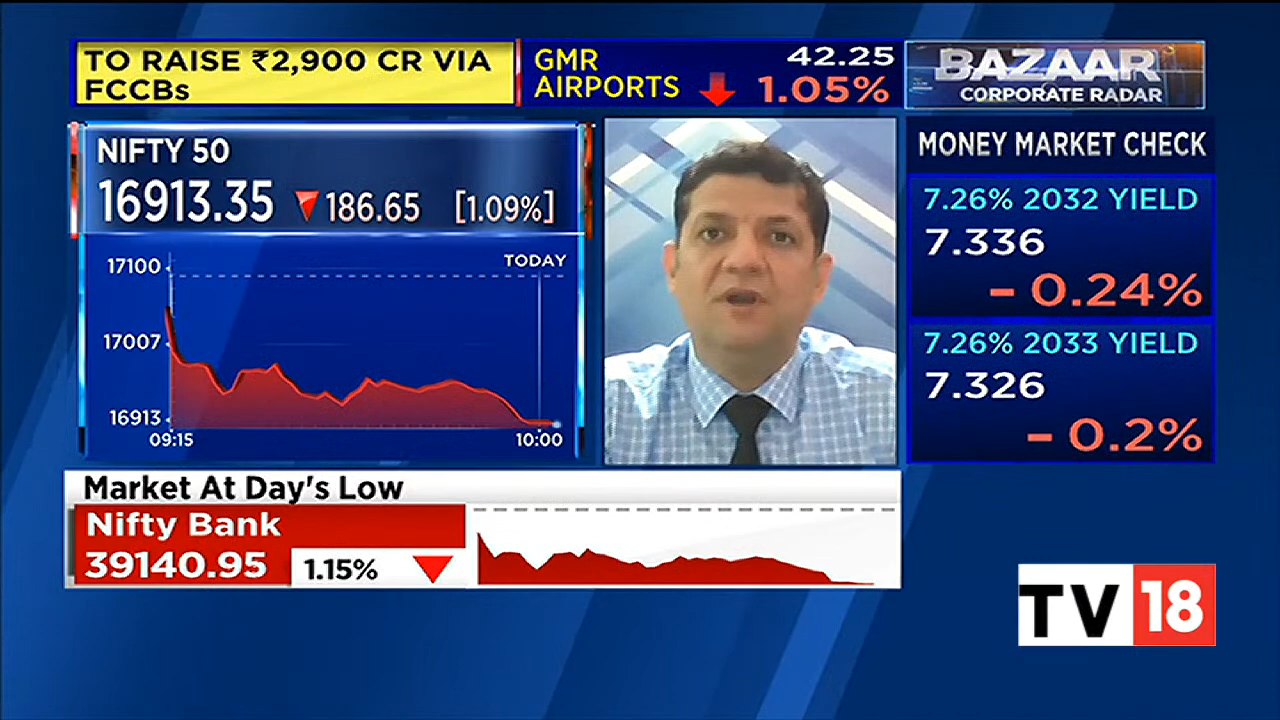 TO RAISE ₹2,900 CR VIA
FCCBs
GMR
AIRPORTS
42.25
1.05%
BAZAAR
CORPORATE RADAR
NIFTY 50
16913.35 ▼ 186.65 [1.09%]
TODAY
17100
17007
16913
09:15
10:00
MONEY MARKET CHECK
7.26% 2032 YIELD
7.336
- 0.24%
7.26% 2033 YIELD
7.326
- 0.2%
Market At Day's Low
Nifty Bank
39140.95 1.15% ▼
TV18